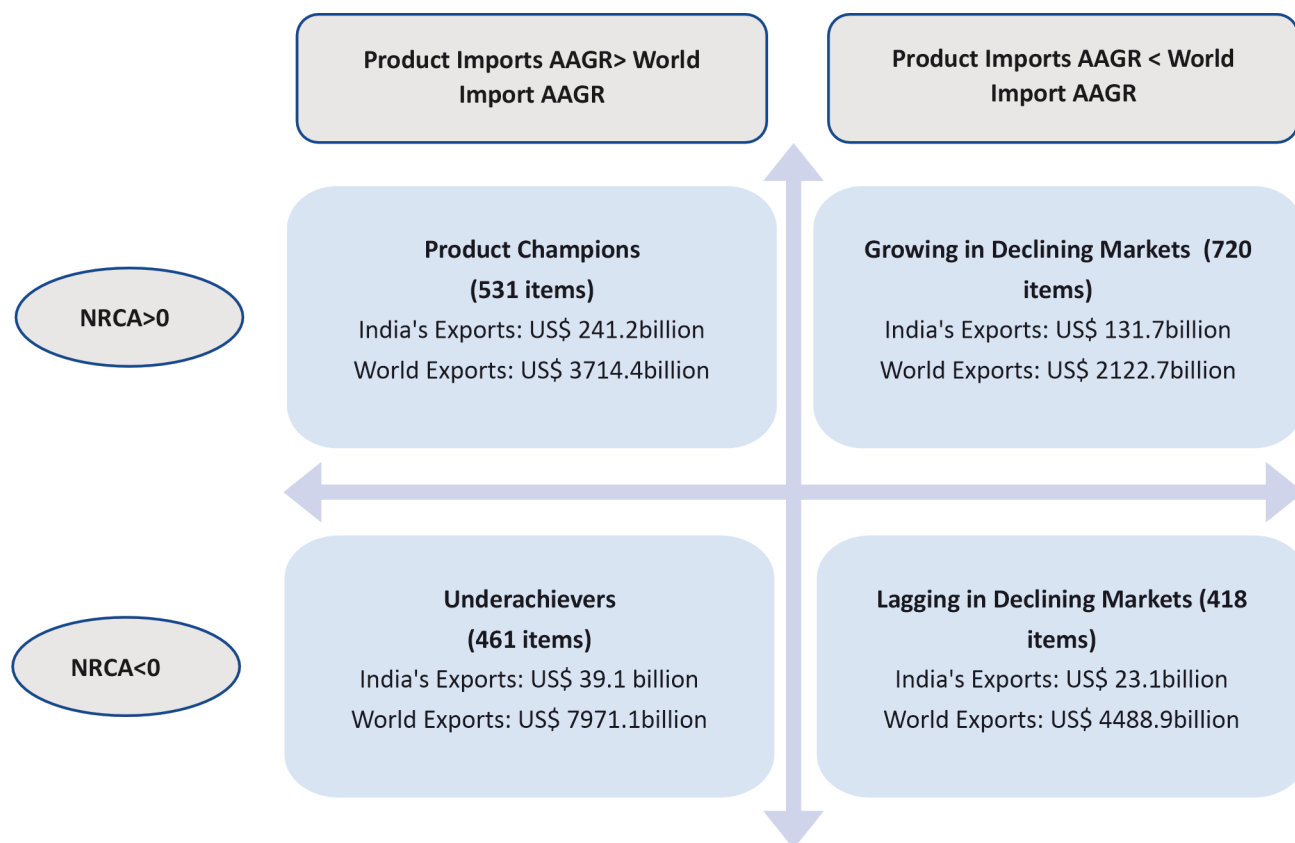 Product Imports AAGR> World
Import AAGR
Product Imports AAGR < World
Import AAGR
NRCA>0
Product Champions
(531 items)
India's Exports: US$ 241.2billion
World Exports: US$ 3714.4billion
Growing in Declining Markets (720
items)
India's Exports: US$ 131.7billion
World Exports: US$ 2122.7billion
NRCA<0
Underachievers
(461 items)
India's Exports: US$ 39.1 billion
World Exports: US$ 7971.1billion
Lagging in Declining Markets (418
items)
India's Exports: US$ 23.1billion
World Exports: US$ 4488.9billion